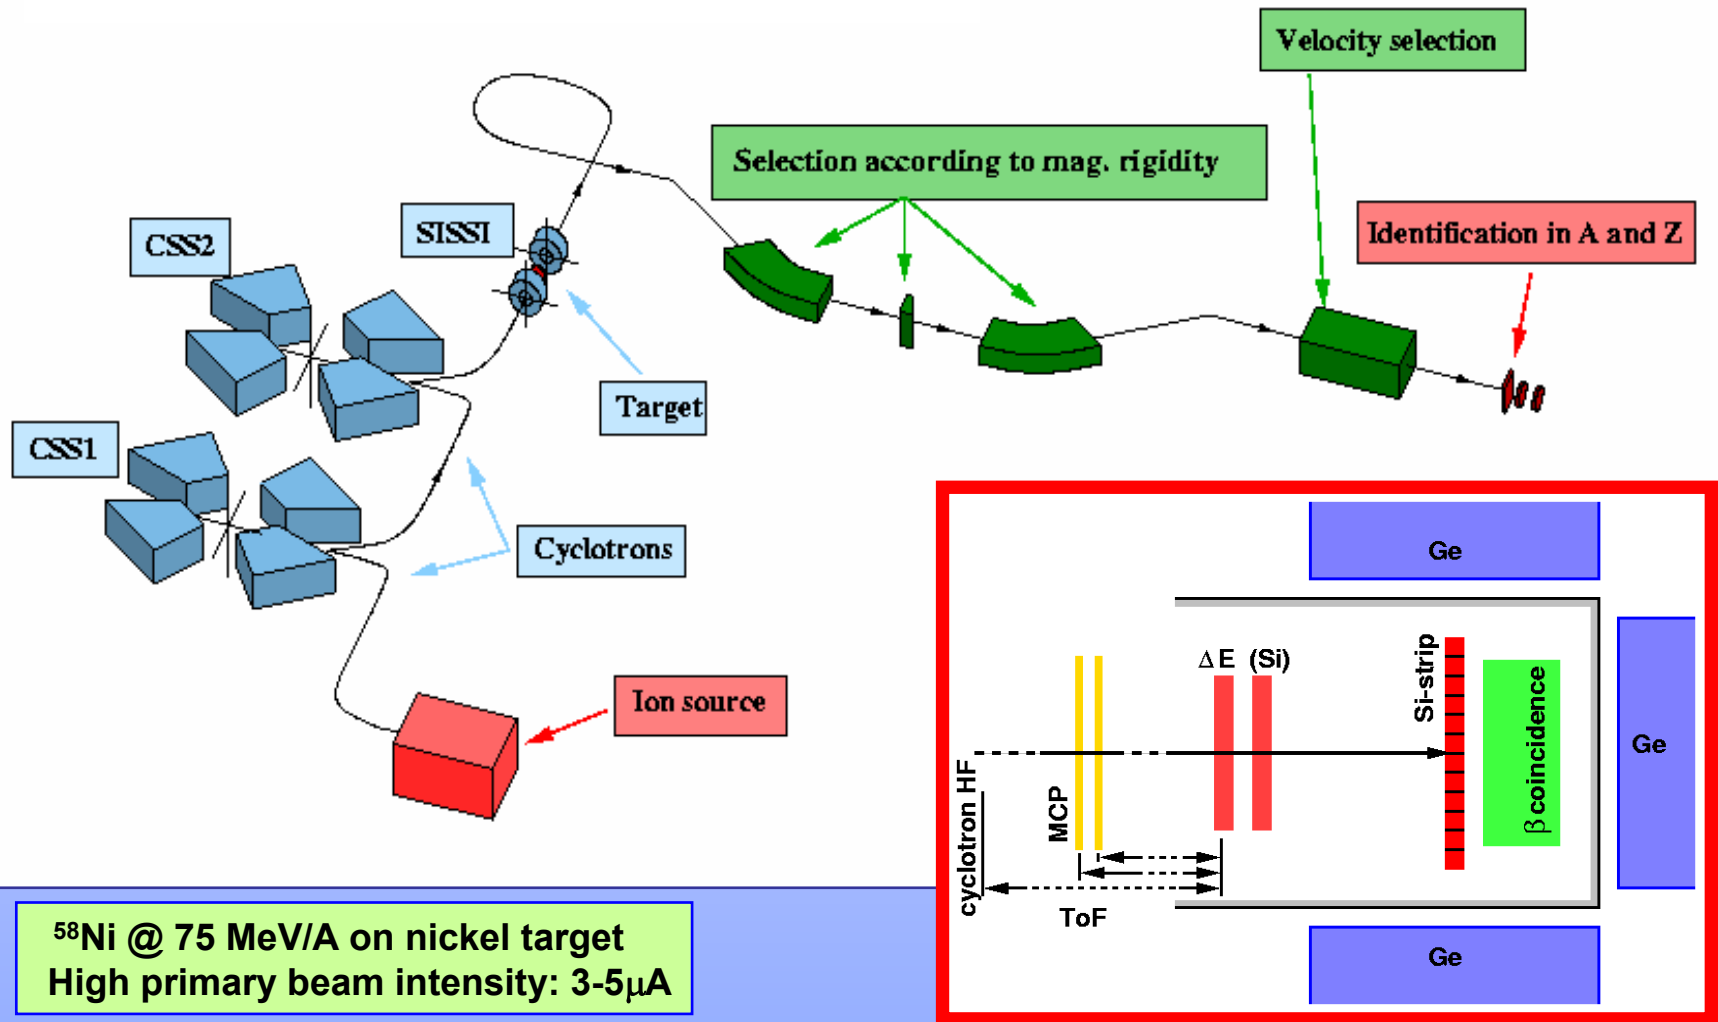 Velocity selection
Selection according to mag. rigidity
Identification in A and Z
SISSI
CSS2
Target
CSS1
Cyclotrons
Ion source
Ge
ΔE (Si)
Si-strip
β coincidence
Ge
MCP
cyclotron HF
ToF
Ge
58Ni @ 75 MeV/A on nickel target
High primary beam intensity: 3-5μA